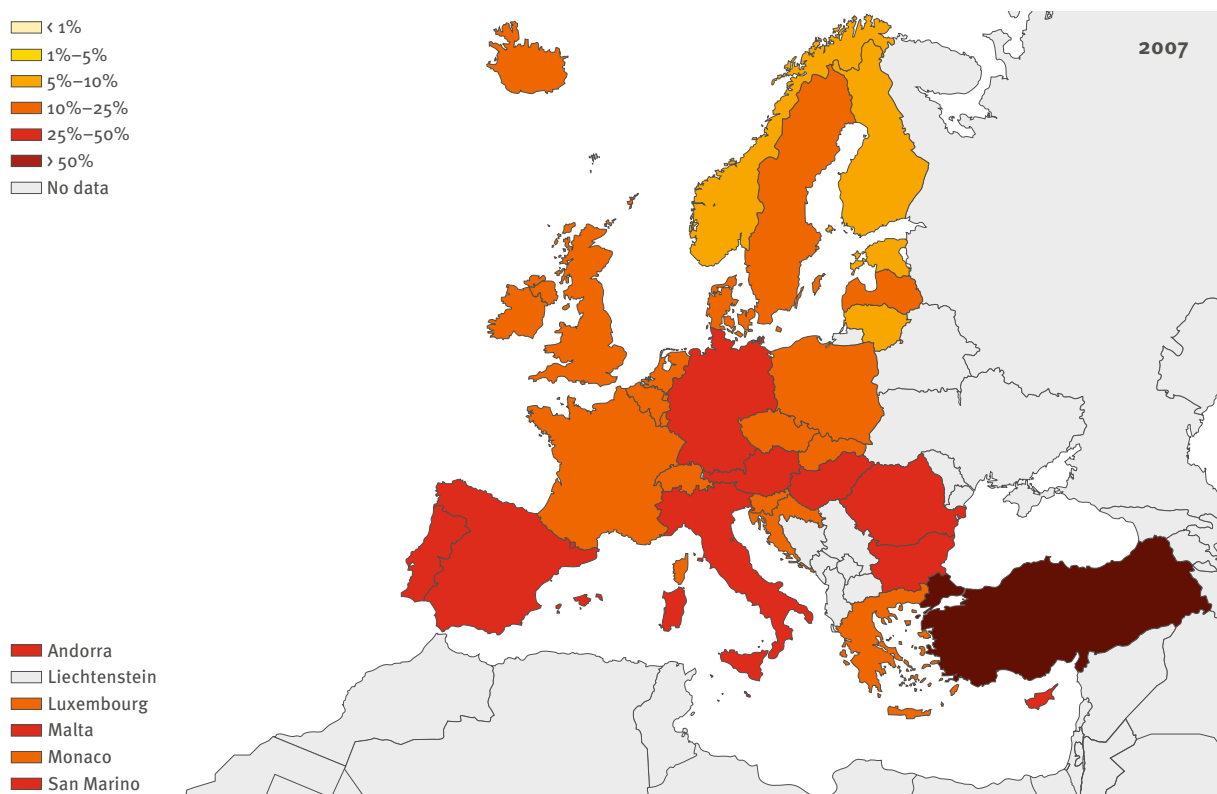 < 1%
1%–5%
5%–10%
10%–25%
25%–50%
> 50%
No data
2007
Andorra
Liechtenstein
Luxembourg
Malta
Monaco
San Marino